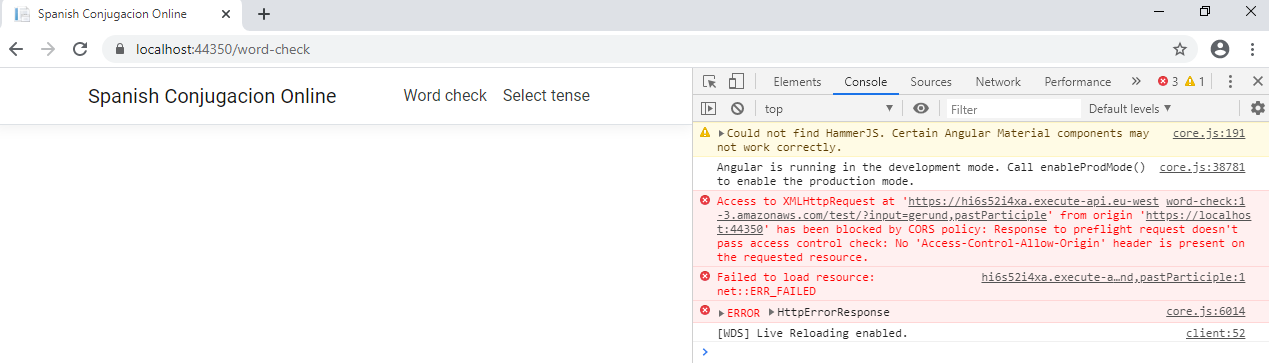 Spanish Conjugacion Online
localhost:44350/word-check
Spanish Conjugacion Online Word check Select tense
Elements Console Sources Network Performance 3 1
top Filter Default levels
Could not find HammerJS. Certain Angular Material components may core.js:191
not work correctly.
Angular is running in the development mode. Call enableProdMode() core.js:38781
to enable the production mode.
Access to XMLHttpRequest at 'https://hi6s52i4xa.execute-api.eu-west word-check:1
-3.amazonaws.com/test/?input=gerund,pastParticiple' from origin 'https://localhos
t:44350' has been blocked by CORS policy: Response to preflight request doesn't
pass access control check: No 'Access-Control-Allow-Origin' header is present on
the requested resource.
Failed to load resource: hi6s52i4xa.execute-a…nd,pastParticiple:1
net::ERR_FAILED
ERROR HttpErrorResponse core.js:6014
[WDS] Live Reloading enabled. client:52